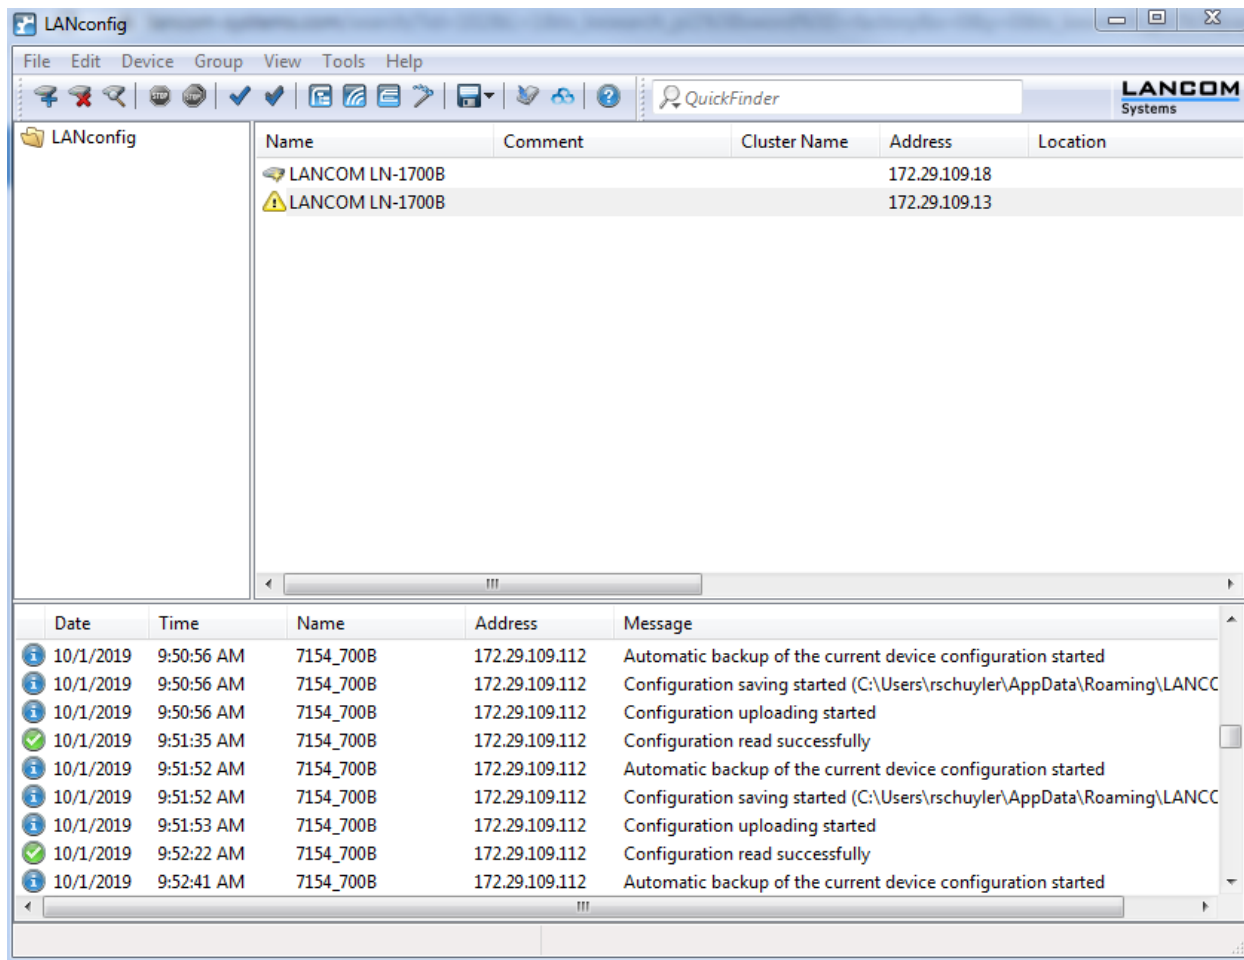 LANconfig
File Edit Device Group View Tools Help
STOP STOP QuickFinder LANCOM
Systems
LANconfig
Name Comment Cluster Name Address Location
LANCOM LN-1700B 172.29.109.18
LANCOM LN-1700B 172.29.109.13
Date Time Name Address Message
10/1/2019 9:50:56 AM 7154_700B 172.29.109.112 Automatic backup of the current device configuration started
10/1/2019 9:50:56 AM 7154_700B 172.29.109.112 Configuration saving started (C:\Users\rschuyler\AppData\Roaming\LANCC
10/1/2019 9:50:56 AM 7154_700B 172.29.109.112 Configuration uploading started
10/1/2019 9:51:35 AM 7154_700B 172.29.109.112 Configuration read successfully
10/1/2019 9:51:52 AM 7154_700B 172.29.109.112 Automatic backup of the current device configuration started
10/1/2019 9:51:52 AM 7154_700B 172.29.109.112 Configuration saving started (C:\Users\rschuyler\AppData\Roaming\LANCC
10/1/2019 9:51:53 AM 7154_700B 172.29.109.112 Configuration uploading started
10/1/2019 9:52:22 AM 7154_700B 172.29.109.112 Configuration read successfully
10/1/2019 9:52:41 AM 7154_700B 172.29.109.112 Automatic backup of the current device configuration started